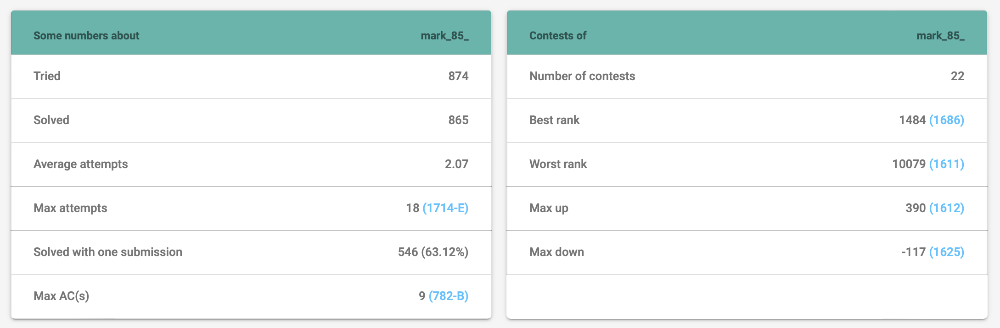 Some numbers about mark_85_
Tried 874
Solved 865
Average attempts 2.07
Max attempts 18 (1714-E)
Solved with one submission 546 (63.12%)
Max AC(s) 9 (782-B)
Contests of mark_85_
Number of contests 22
Best rank 1484 (1686)
Worst rank 10079 (1611)
Max up 390 (1612)
Max down -117 (1625)